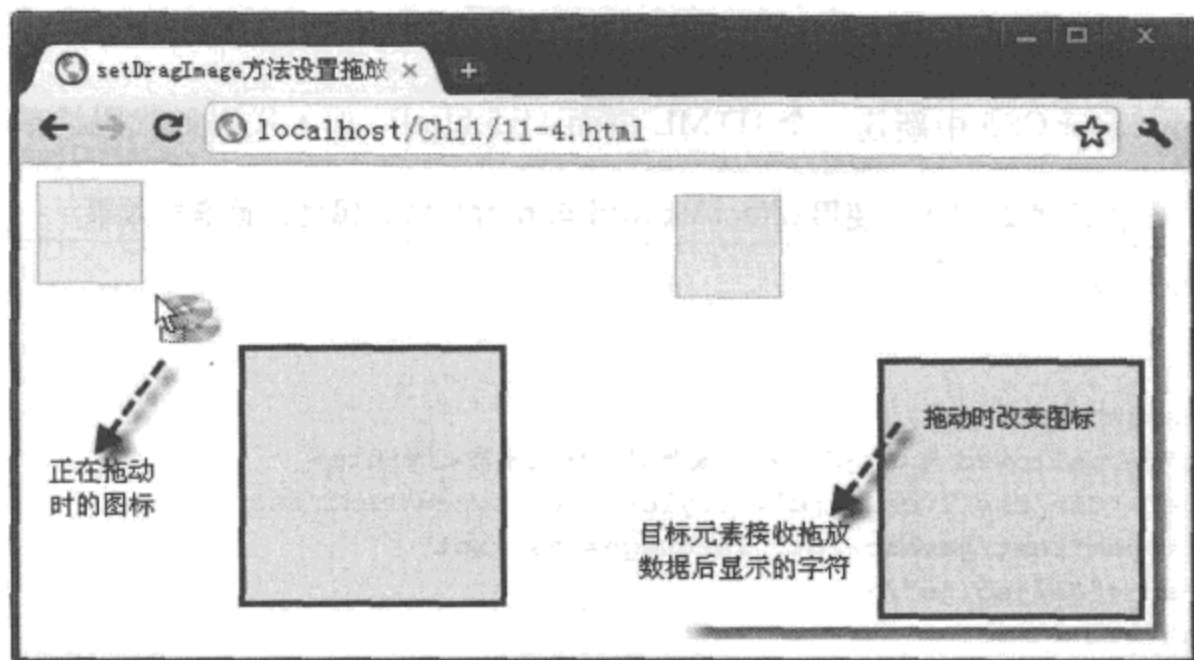 setDragImage方法设置拖放
localhost/Ch11/11-4.html
正在拖动
时的图标
拖动时改变图标
目标元素接收拖放
数据后显示的字符